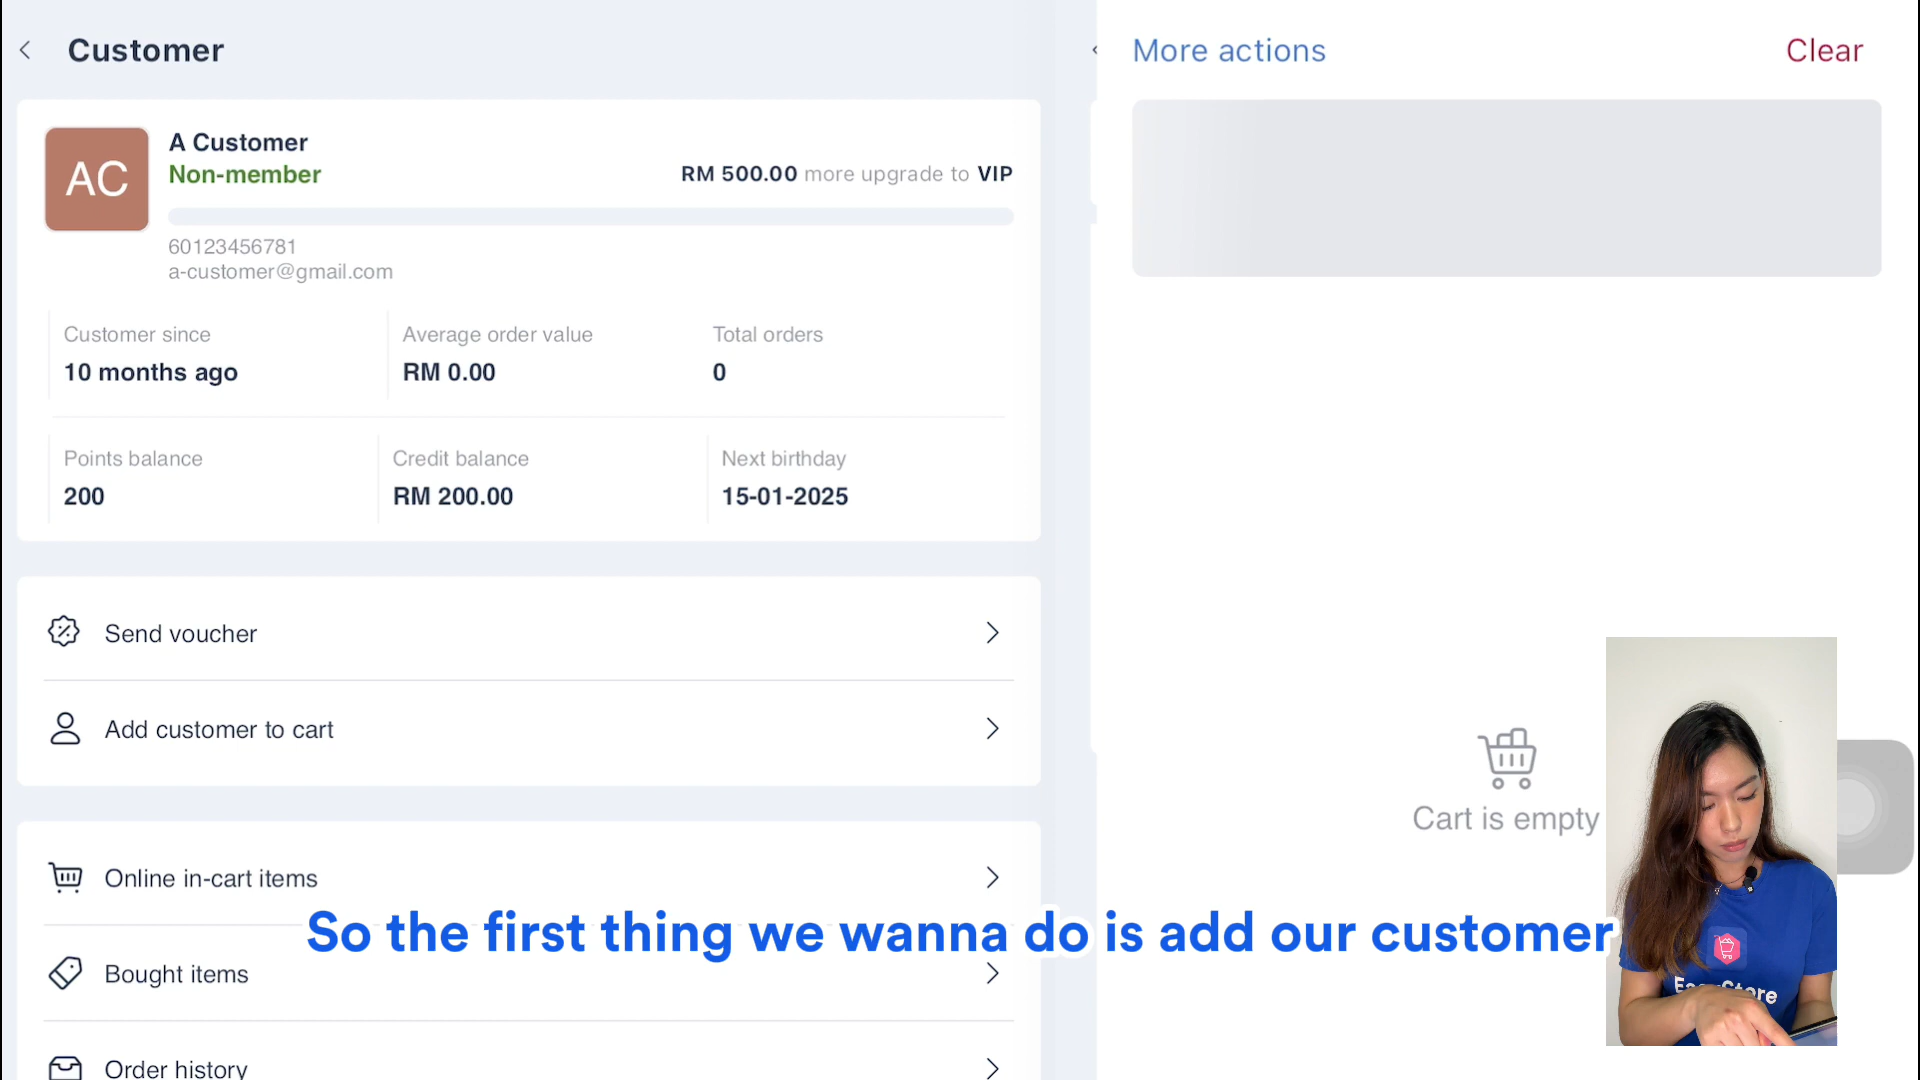 Customer
More actions
Clear
AC
A Customer
Non-member
RM 500.00 more upgrade to VIP
60123456781
a-customer@gmail.com
Customer since
10 months ago
Average order value
RM 0.00
Total orders
0
Points balance
200
Credit balance
RM 200.00
Next birthday
15-01-2025
Send voucher
Add customer to cart
Cart is empty
Online in-cart items
So the first thing we wanna do is add our customer
Bought items
Order history